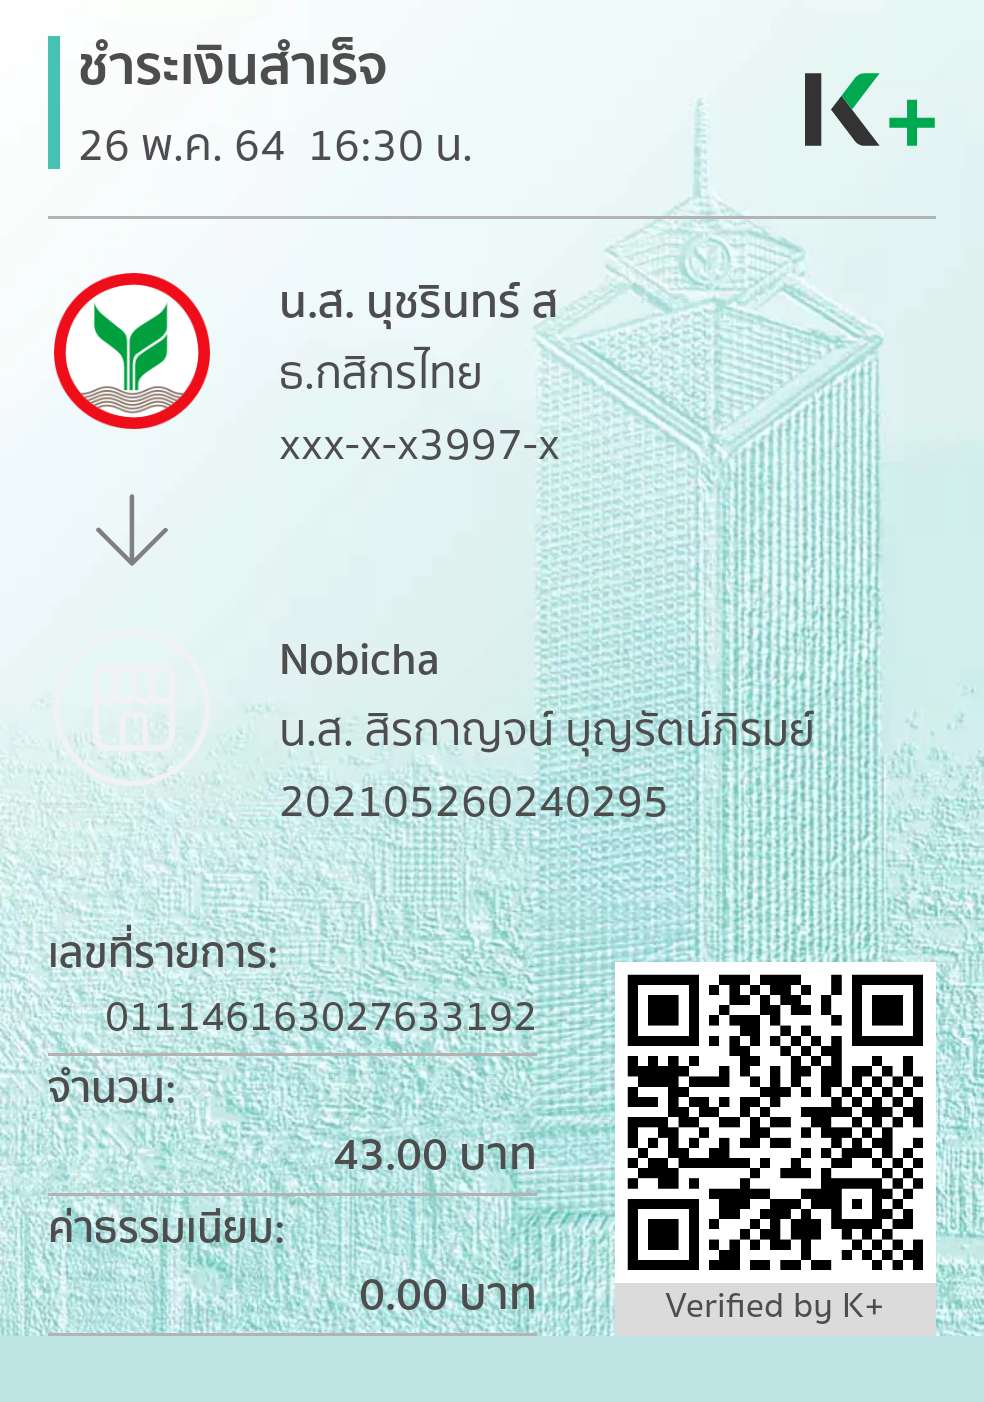 ชำระเงินสำเร็จ
26 พ.ค. 64 16:30 น.
K+
น.ส. นุชรินทร์ ส
ธ.กสิกรไทย
xxx-x-x3997-x
Nobicha
น.ส. สิรกาญจน์ บุญรัตน์ภิรมย์
202105260240295
เลขที่รายการ:
011146163027633192
จำนวน:
43.00 บาท
ค่าธรรมเนียม:
0.00 บาท
Verified by K+